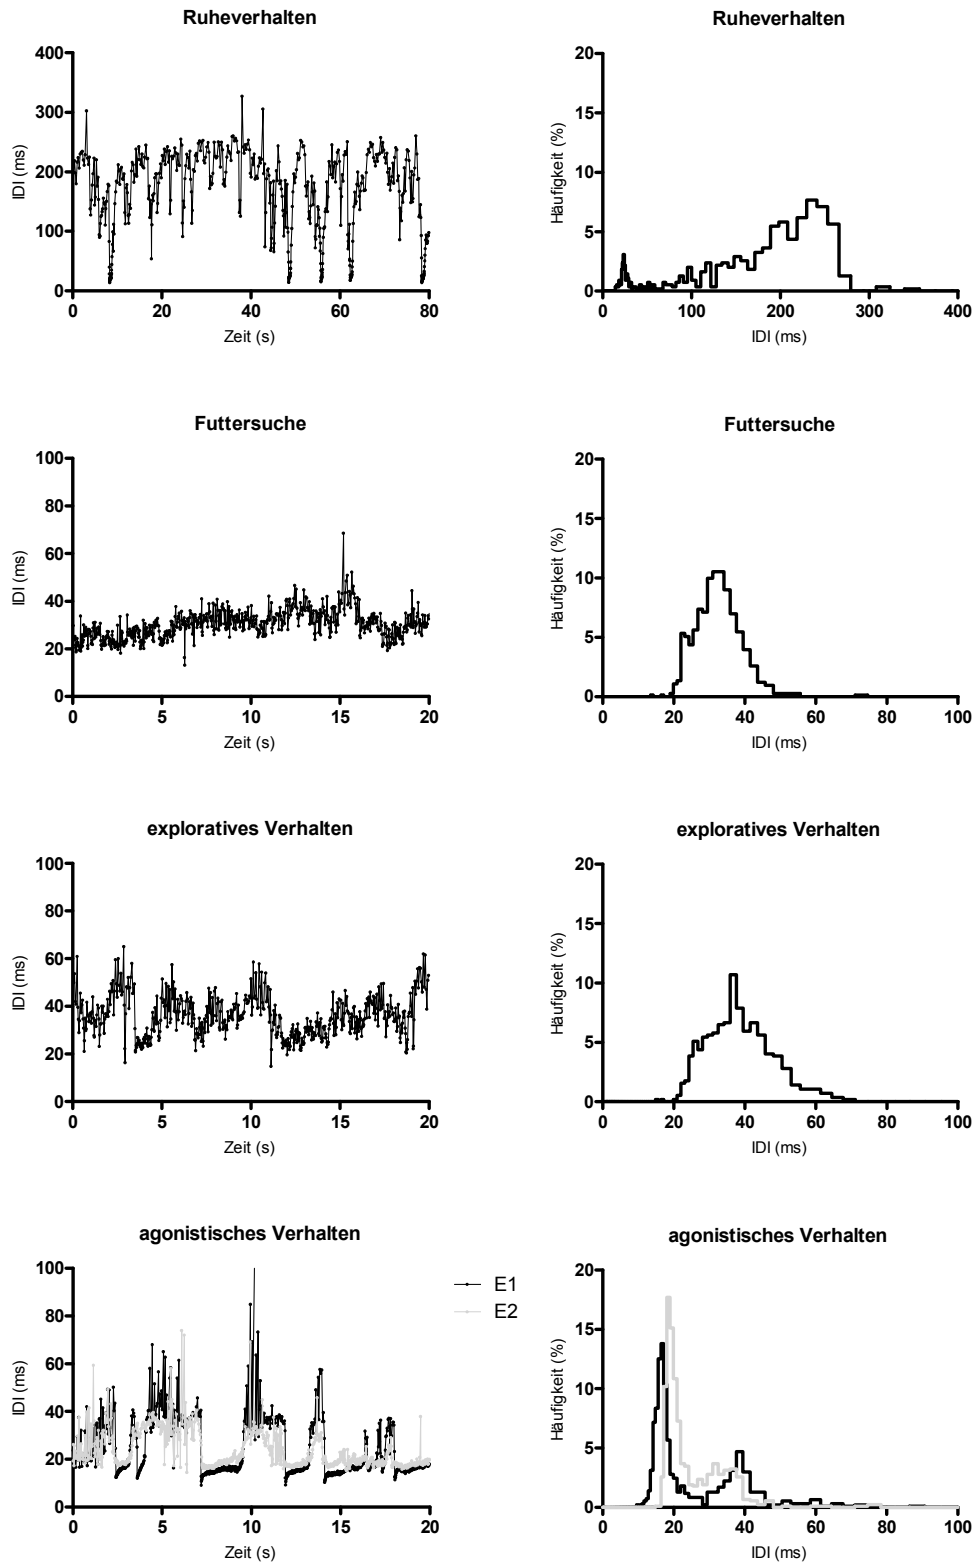 Ruheverhalten
400
300
200
100
0
IDI (ms)
0 20 40 60 80
Zeit (s)
Ruheverhalten
20
15
10
5
0
Häufigkeit (%)
0 100 200 300 400
IDI (ms)
Futtersuche
100
80
60
40
20
0
IDI (ms)
0 5 10 15 20
Zeit (s)
Futtersuche
20
15
10
5
0
Häufigkeit (%)
0 20 40 60 80 100
IDI (ms)
exploratives Verhalten
100
80
60
40
20
0
IDI (ms)
0 5 10 15 20
Zeit (s)
exploratives Verhalten
20
15
10
5
0
Häufigkeit (%)
0 20 40 60 80 100
IDI (ms)
agonistisches Verhalten
100
80
60
40
20
0
IDI (ms)
0 5 10 15 20
Zeit (s)
E1
E2
agonistisches Verhalten
20
15
10
5
0
Häufigkeit (%)
0 20 40 60 80 100
IDI (ms)